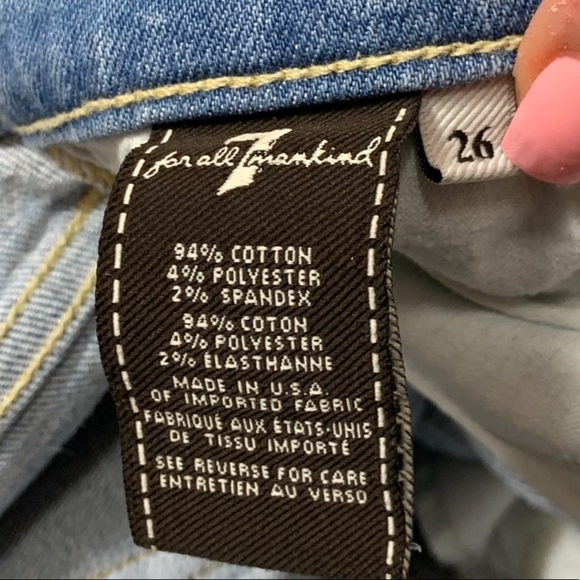 for all 7 mankind
26
94% COTTON
4% POLYESTER
2% SPANDEX
94% COTON
4% POLYESTER
2% ÉLASTHANNE
MADE IN U.S.A.
OF IMPORTED FABRIC
FABRIQUÉ AUX ÉTATS-UNIS
DE TISSU IMPORTÉ
SEE REVERSE FOR CARE
ENTRETIEN AU VERSO